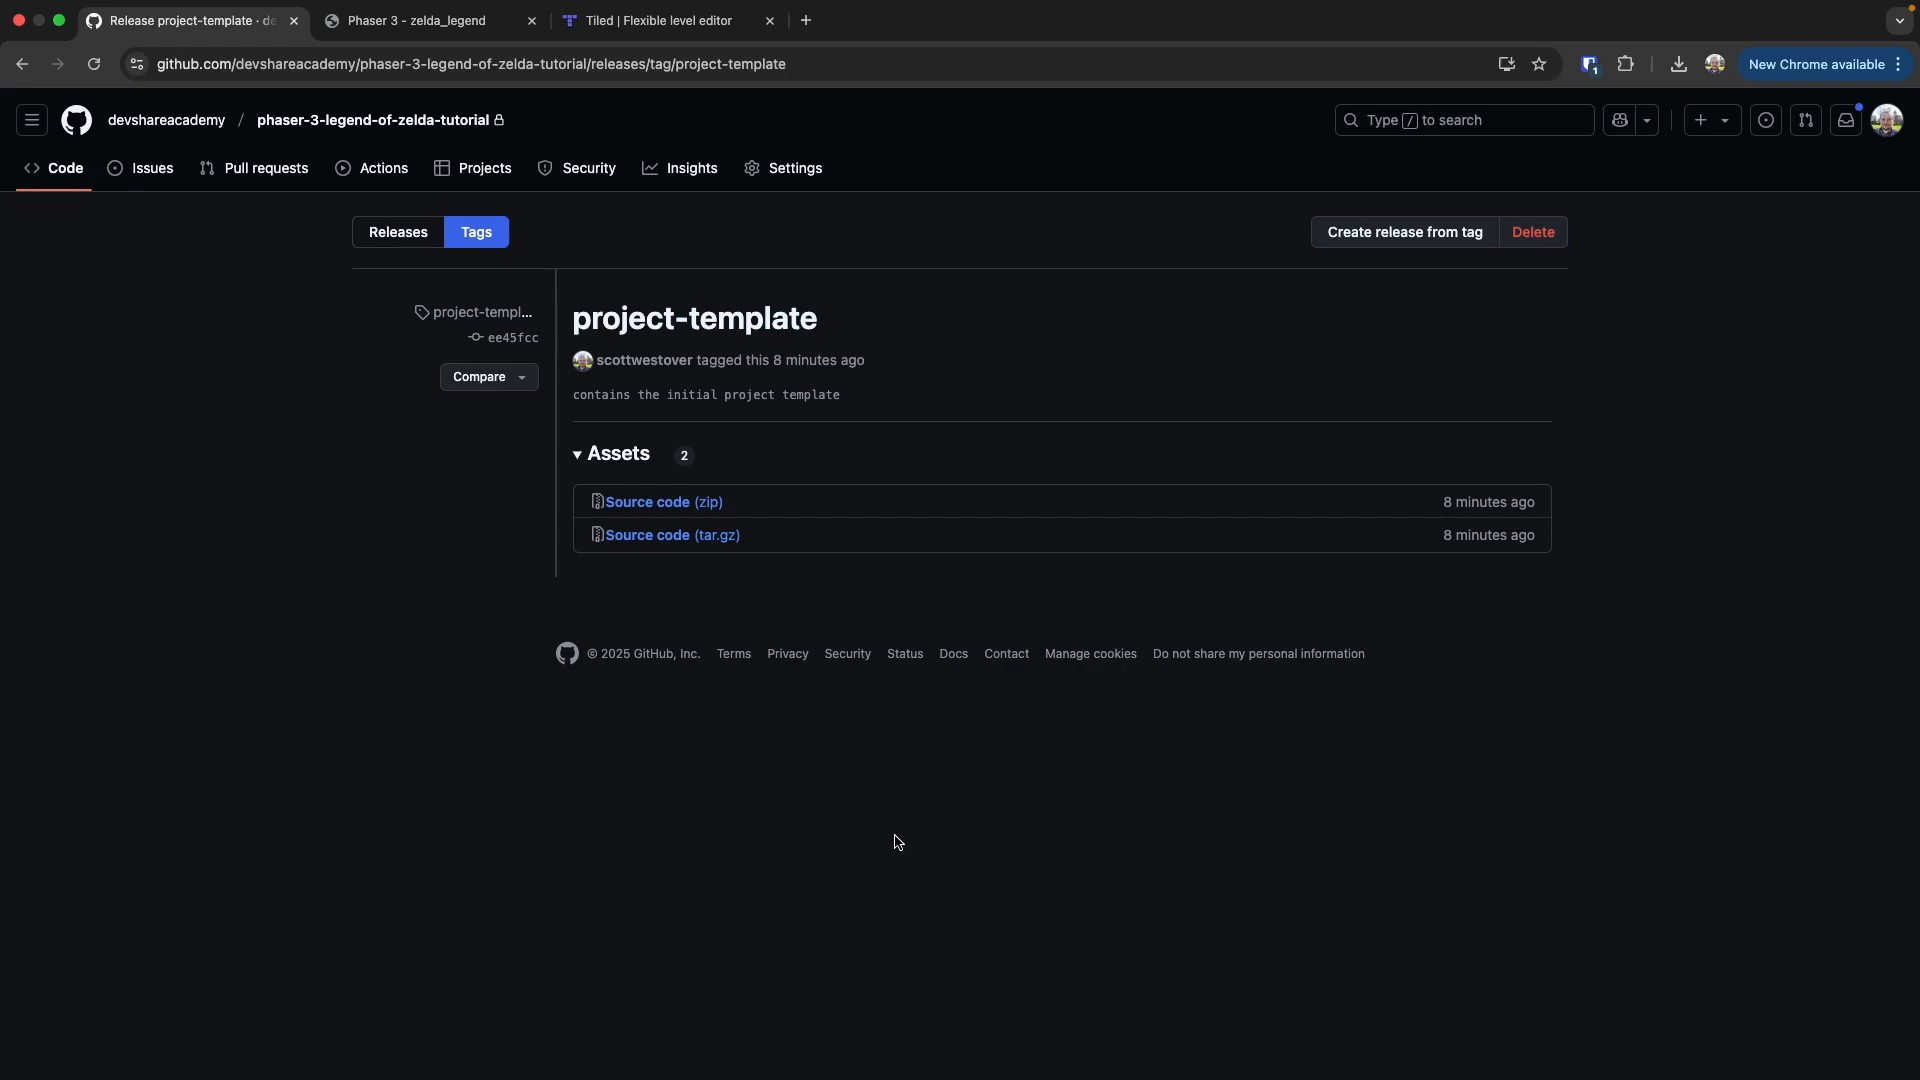 Release project-template · de
Phaser 3 - zelda_legend
Tiled | Flexible level editor
github.com/devshareacademy/phaser-3-legend-of-zelda-tutorial/releases/tag/project-template
1
New Chrome available
devshareacademy / phaser-3-legend-of-zelda-tutorial
Type / to search
Code
Issues
Pull requests
Actions
Projects
Security
Insights
Settings
Releases
Tags
Create release from tag
Delete
project-templ...
ee45fcc
Compare
project-template
scottwestover tagged this 8 minutes ago
contains the initial project template
Assets 2
Source code (zip) 8 minutes ago
Source code (tar.gz) 8 minutes ago
© 2025 GitHub, Inc. Terms Privacy Security Status Docs Contact Manage cookies Do not share my personal information